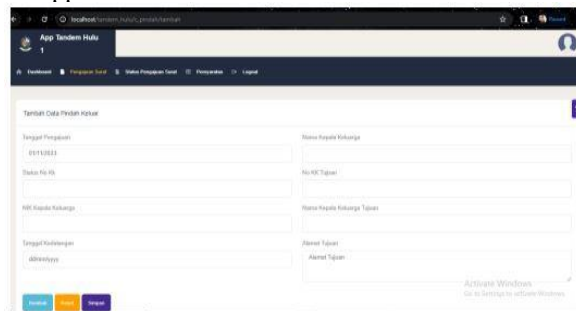 localhost/tandem_hulu/c_pindah/tambah
App Tandem Hulu
1
Dashboard Pengajuan Surat Status Pengajuan Surat Persyaratan Logout
Tambah Data Pindah Keluar
Tanggal Pengajuan Nama Kepala Keluarga
01/11/2023
Status No Kk No KK Tujuan
NIK Kepala Keluarga Nama Kepala Keluarga Tujuan
Tanggal Kedatangan Alamat Tujuan
dd/mm/yyyy Alamat Tujuan
Activate Windows
Go to Settings to activate Windows.
Kembali Reset Simpan